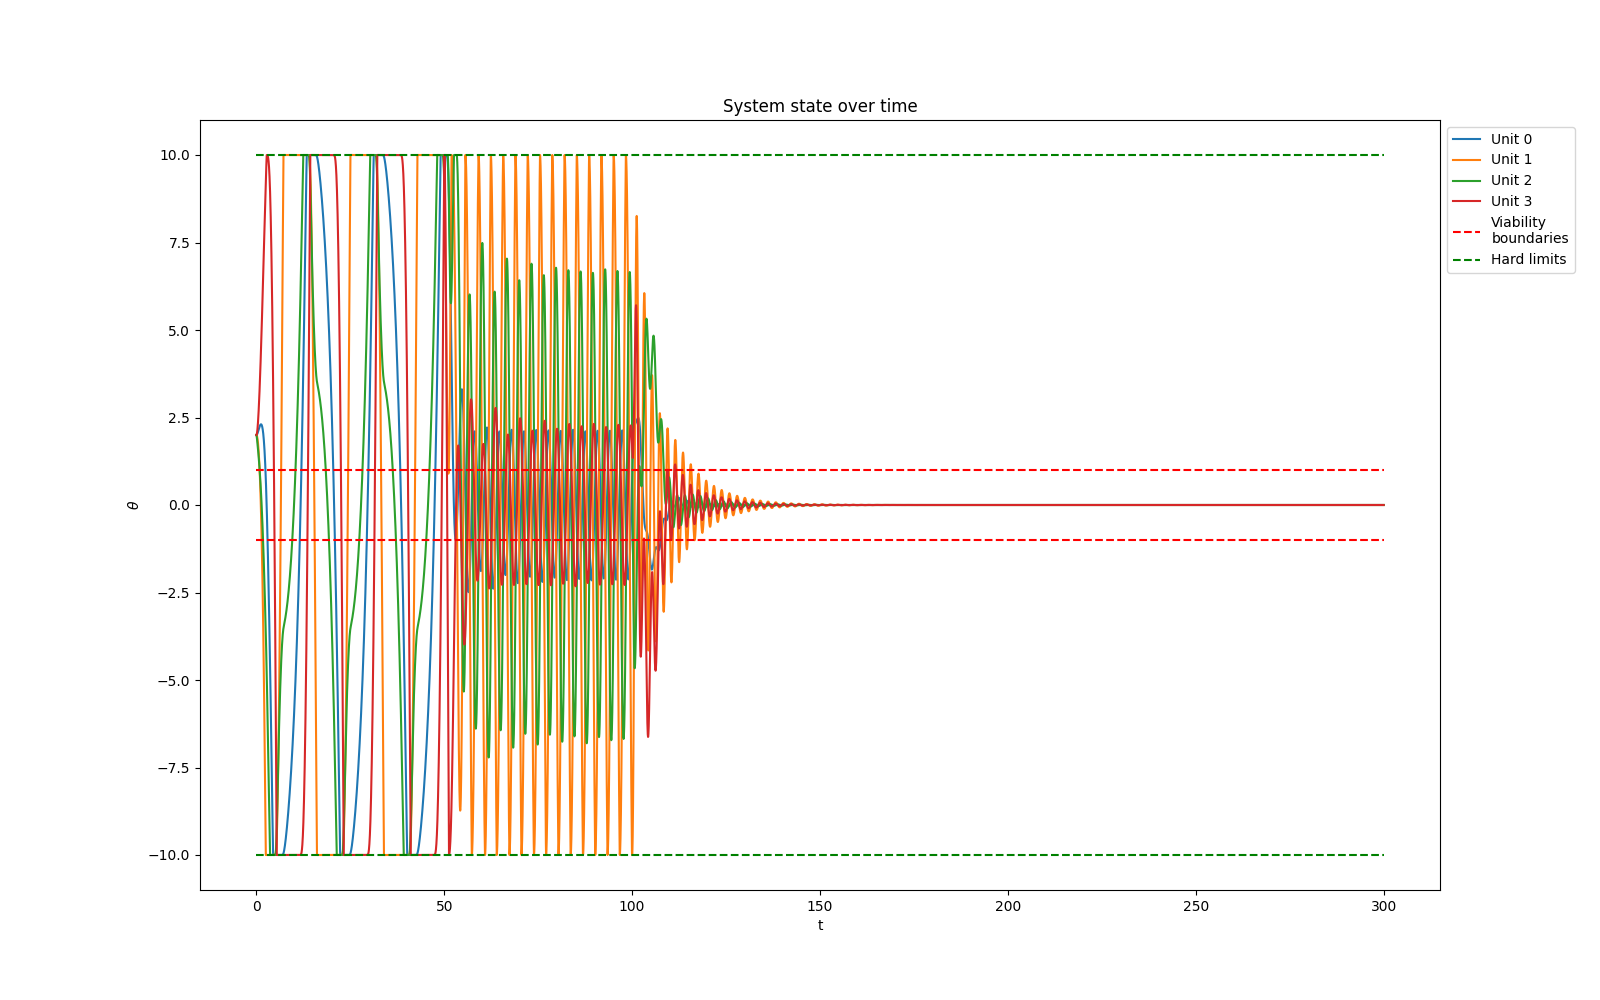 System state over time
10.0
7.5
5.0
2.5
0.0
−2.5
−5.0
−7.5
−10.0
θ
0
50
100
150
200
250
300
t
Unit 0
Unit 1
Unit 2
Unit 3
Viability
boundaries
Hard limits